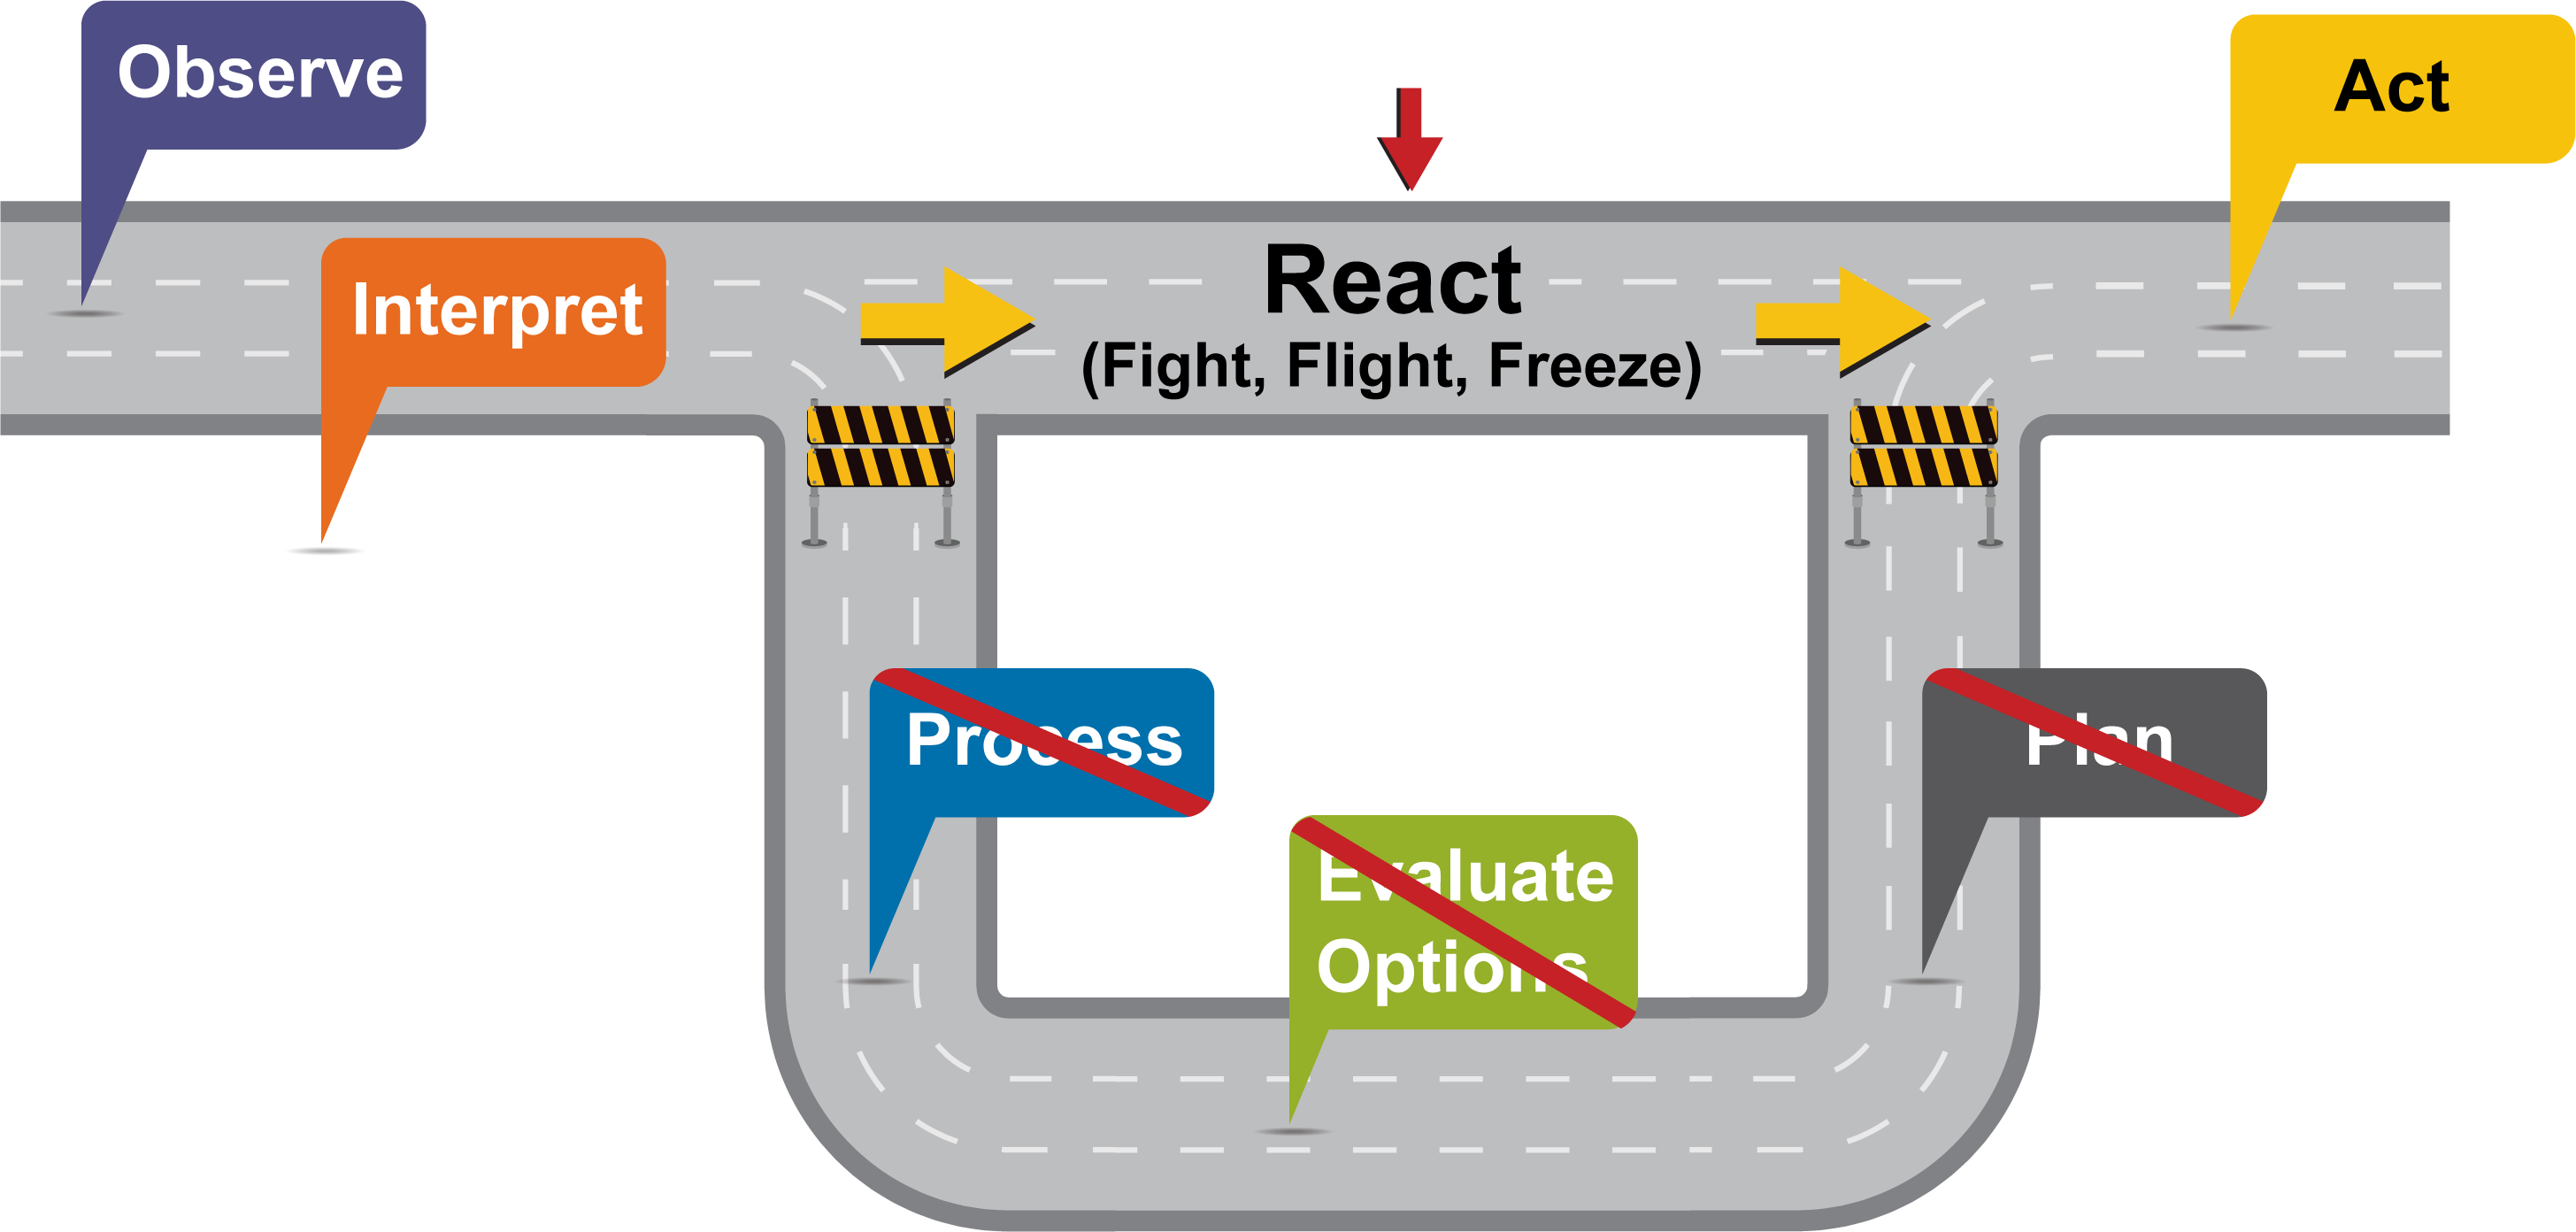 Observe
Act
Interpret
React
(Fight, Flight, Freeze)
Process
Plan
Evaluate
Options